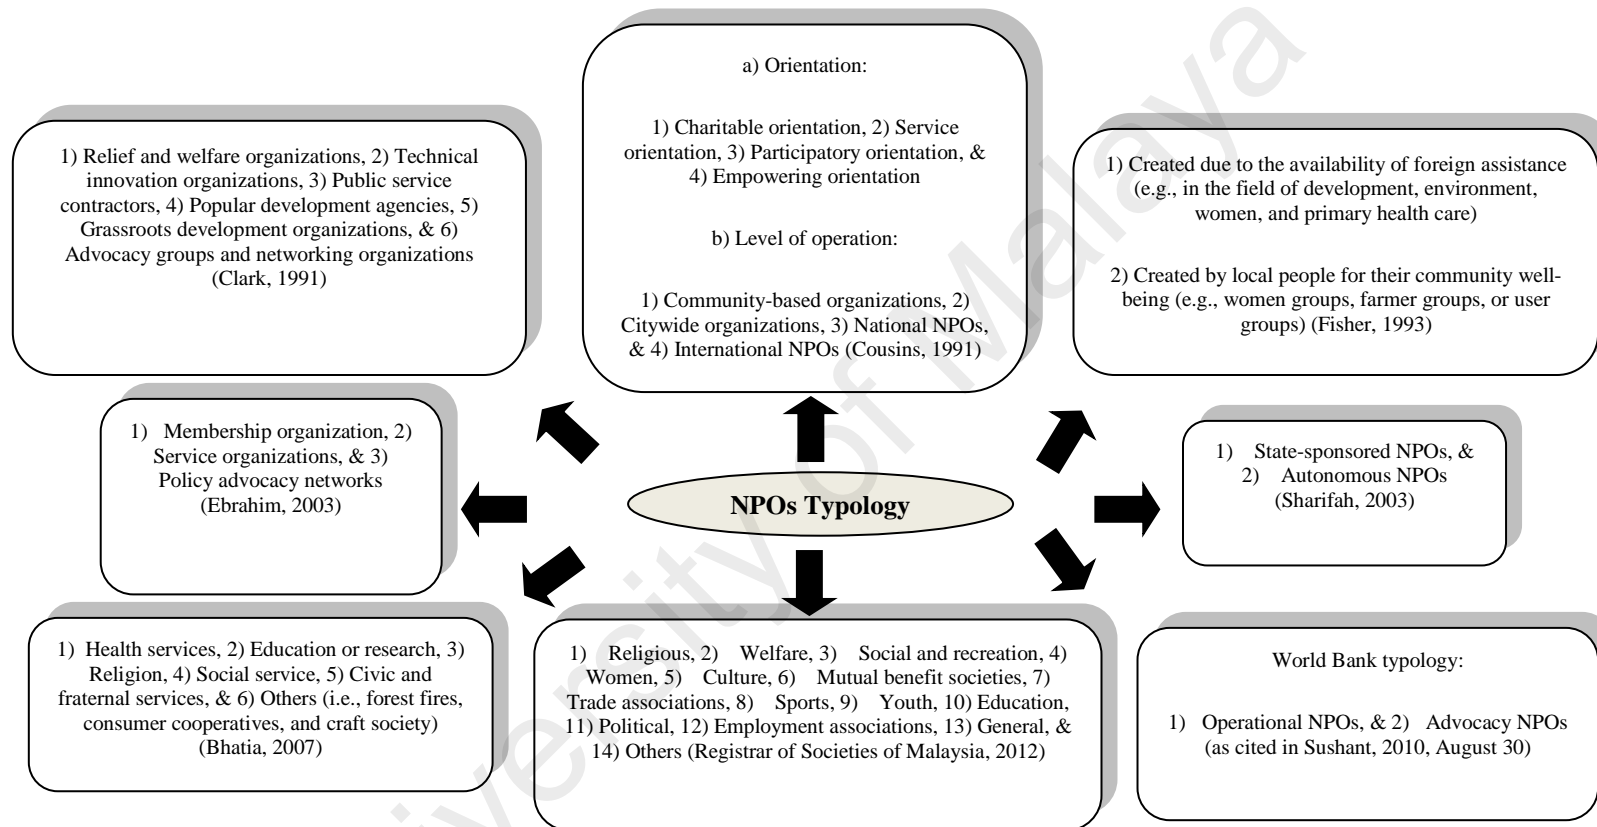 a) Orientation:
1) Charitable orientation, 2) Service
orientation, 3) Participatory orientation, &
4) Empowering orientation
b) Level of operation:
1) Community-based organizations, 2)
Citywide organizations, 3) National NPOs,
& 4) International NPOs (Cousins, 1991)
1) Relief and welfare organizations, 2) Technical
innovation organizations, 3) Public service
contractors, 4) Popular development agencies, 5)
Grassroots development organizations, & 6)
Advocacy groups and networking organizations
(Clark, 1991)
1) Created due to the availability of foreign assistance
(e.g., in the field of development, environment,
women, and primary health care)
2) Created by local people for their community well-
being (e.g., women groups, farmer groups, or user
groups) (Fisher, 1993)
1) Membership organization, 2)
Service organizations, & 3)
Policy advocacy networks
(Ebrahim, 2003)
NPOs Typology
1) State-sponsored NPOs, &
2) Autonomous NPOs
(Sharifah, 2003)
1) Health services, 2) Education or research, 3)
Religion, 4) Social service, 5) Civic and
fraternal services, & 6) Others (i.e., forest fires,
consumer cooperatives, and craft society)
(Bhatia, 2007)
1) Religious, 2) Welfare, 3) Social and recreation, 4)
Women, 5) Culture, 6) Mutual benefit societies, 7)
Trade associations, 8) Sports, 9) Youth, 10) Education,
11) Political, 12) Employment associations, 13) General, &
14) Others (Registrar of Societies of Malaysia, 2012)
World Bank typology:
1) Operational NPOs, & 2) Advocacy NPOs
(as cited in Sushant, 2010, August 30)
iversity of Malaya